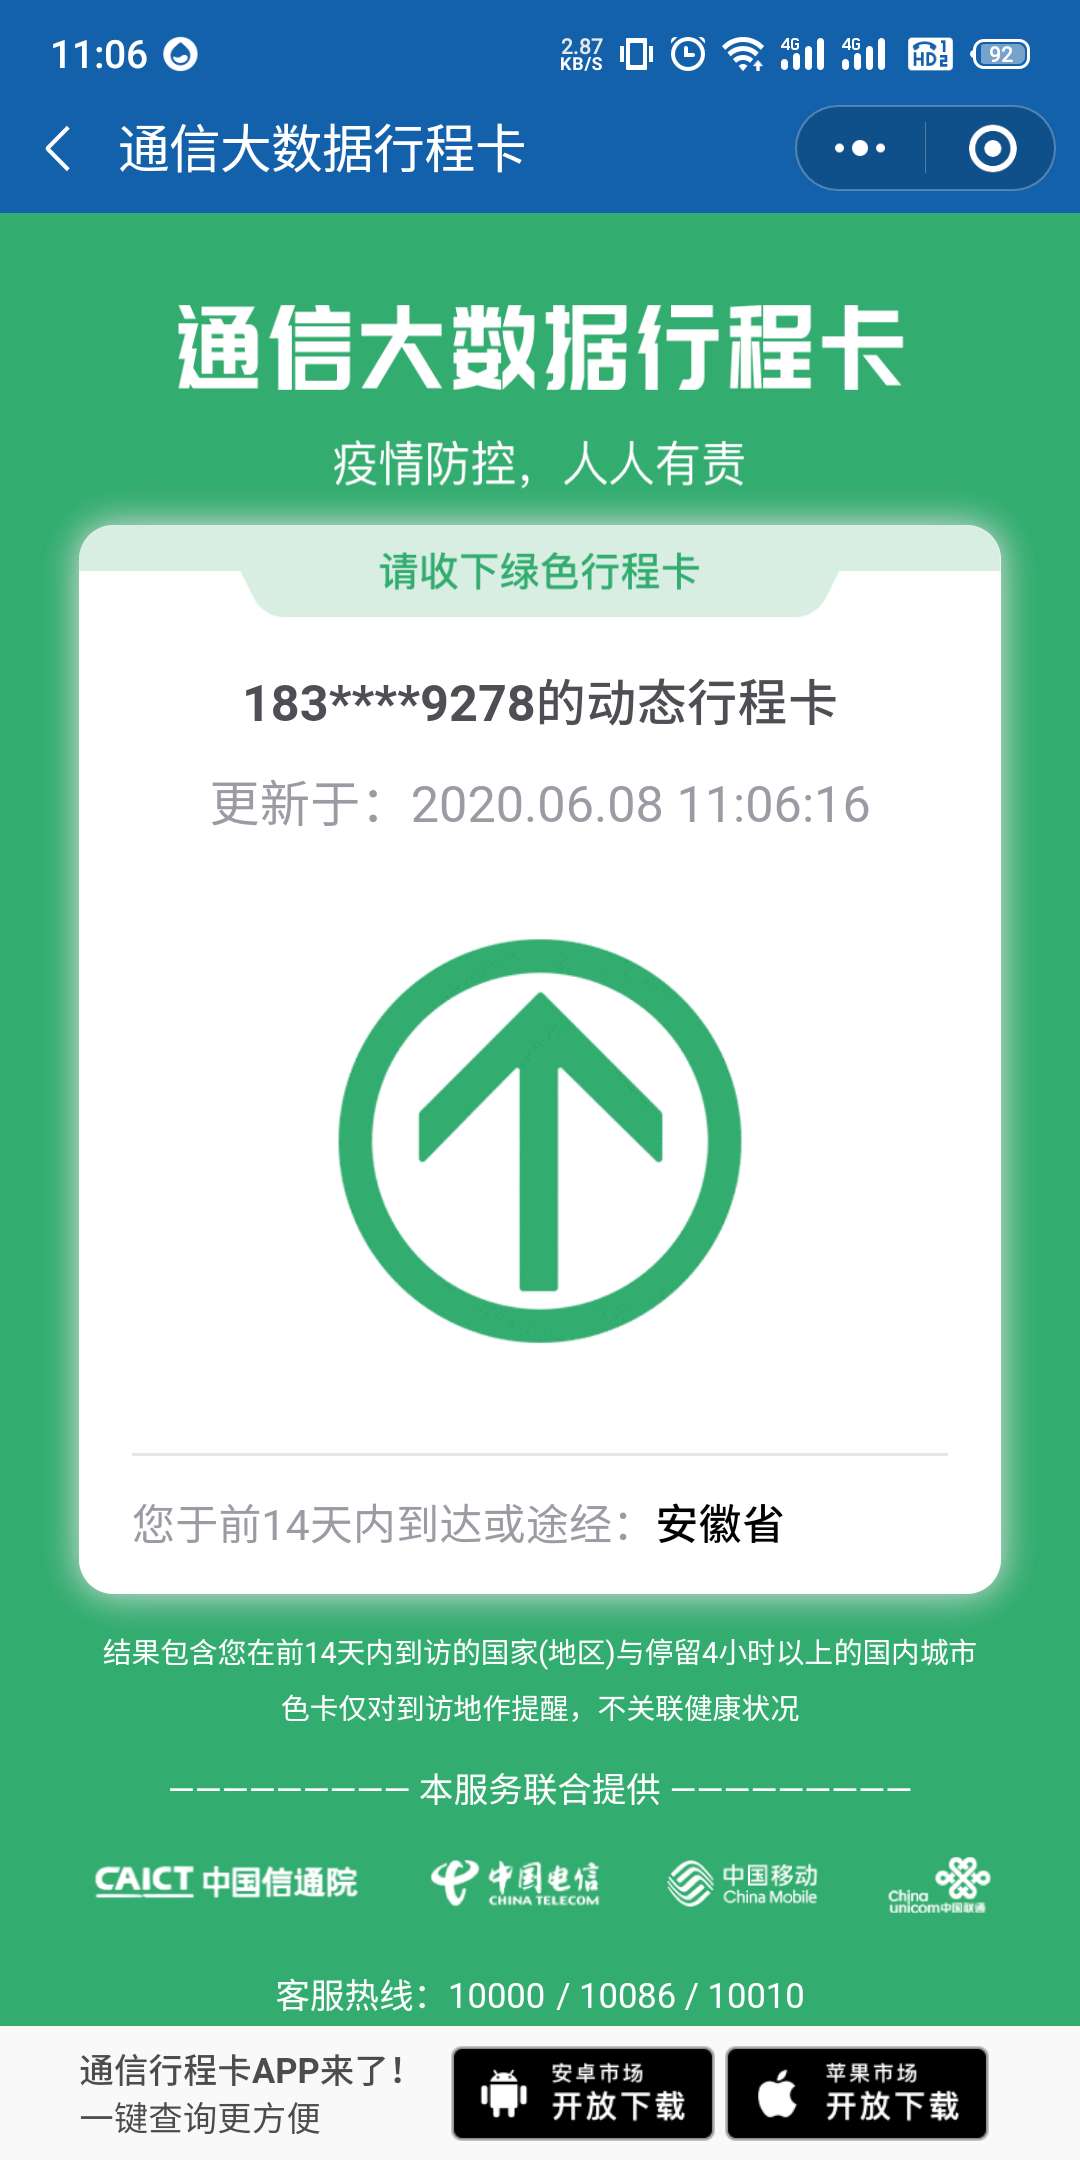 11:06
2.87
KB/S
4G
4G
HD 1 2
92
通信大数据行程卡
通信大数据行程卡
疫情防控，人人有责
请收下绿色行程卡
183****9278的动态行程卡
更新于：2020.06.08 11:06:16
您于前14天内到达或途经：安徽省
结果包含您在前14天内到访的国家(地区)与停留4小时以上的国内城市
色卡仅对到访地作提醒，不关联健康状况
————————— 本服务联合提供 —————————
CAICT 中国信通院
中国电信
CHINA TELECOM
中国移动
China Mobile
China
unicom中国联通
客服热线：10000 / 10086 / 10010
通信行程卡APP来了！
一键查询更方便
安卓市场
开放下载
苹果市场
开放下载